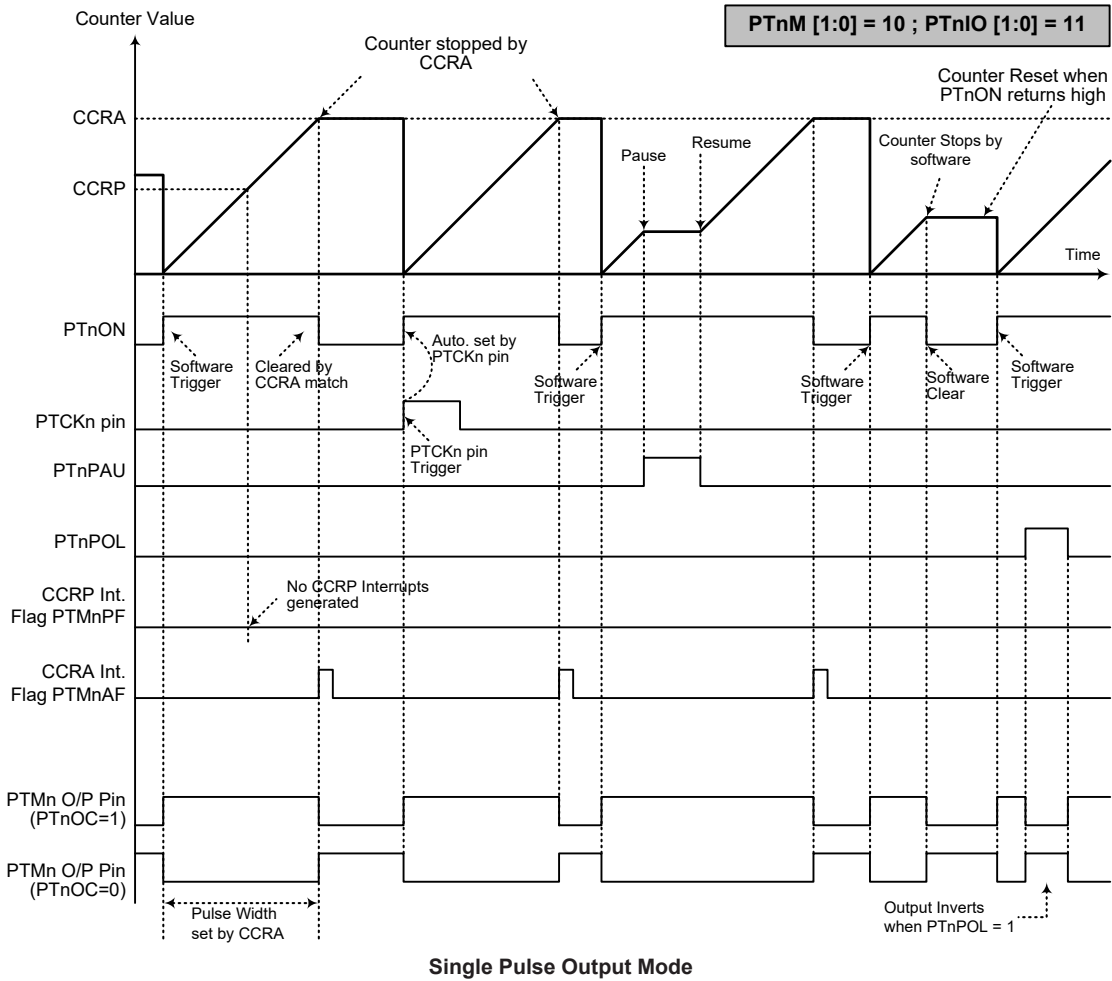 Counter Value
PTnM [1:0] = 10 ; PTnIO [1:0] = 11
Counter stopped by
CCRA
Counter Reset when
PTnON returns high
CCRA
Pause
Resume
Counter Stops by
software
CCRP
Time
PTnON
Software
Trigger
Cleared by
CCRA match
Auto. set by
PTCKn pin
Software
Trigger
Software
Trigger
Software
Clear
Software
Trigger
PTCKn pin
PTCKn pin
Trigger
PTnPAU
PTnPOL
CCRP Int.
Flag PTMnPF
No CCRP Interrupts
generated
CCRA Int.
Flag PTMnAF
PTMn O/P Pin
(PTnOC=1)
PTMn O/P Pin
(PTnOC=0)
Pulse Width
set by CCRA
Output Inverts
when PTnPOL = 1
Single Pulse Output Mode